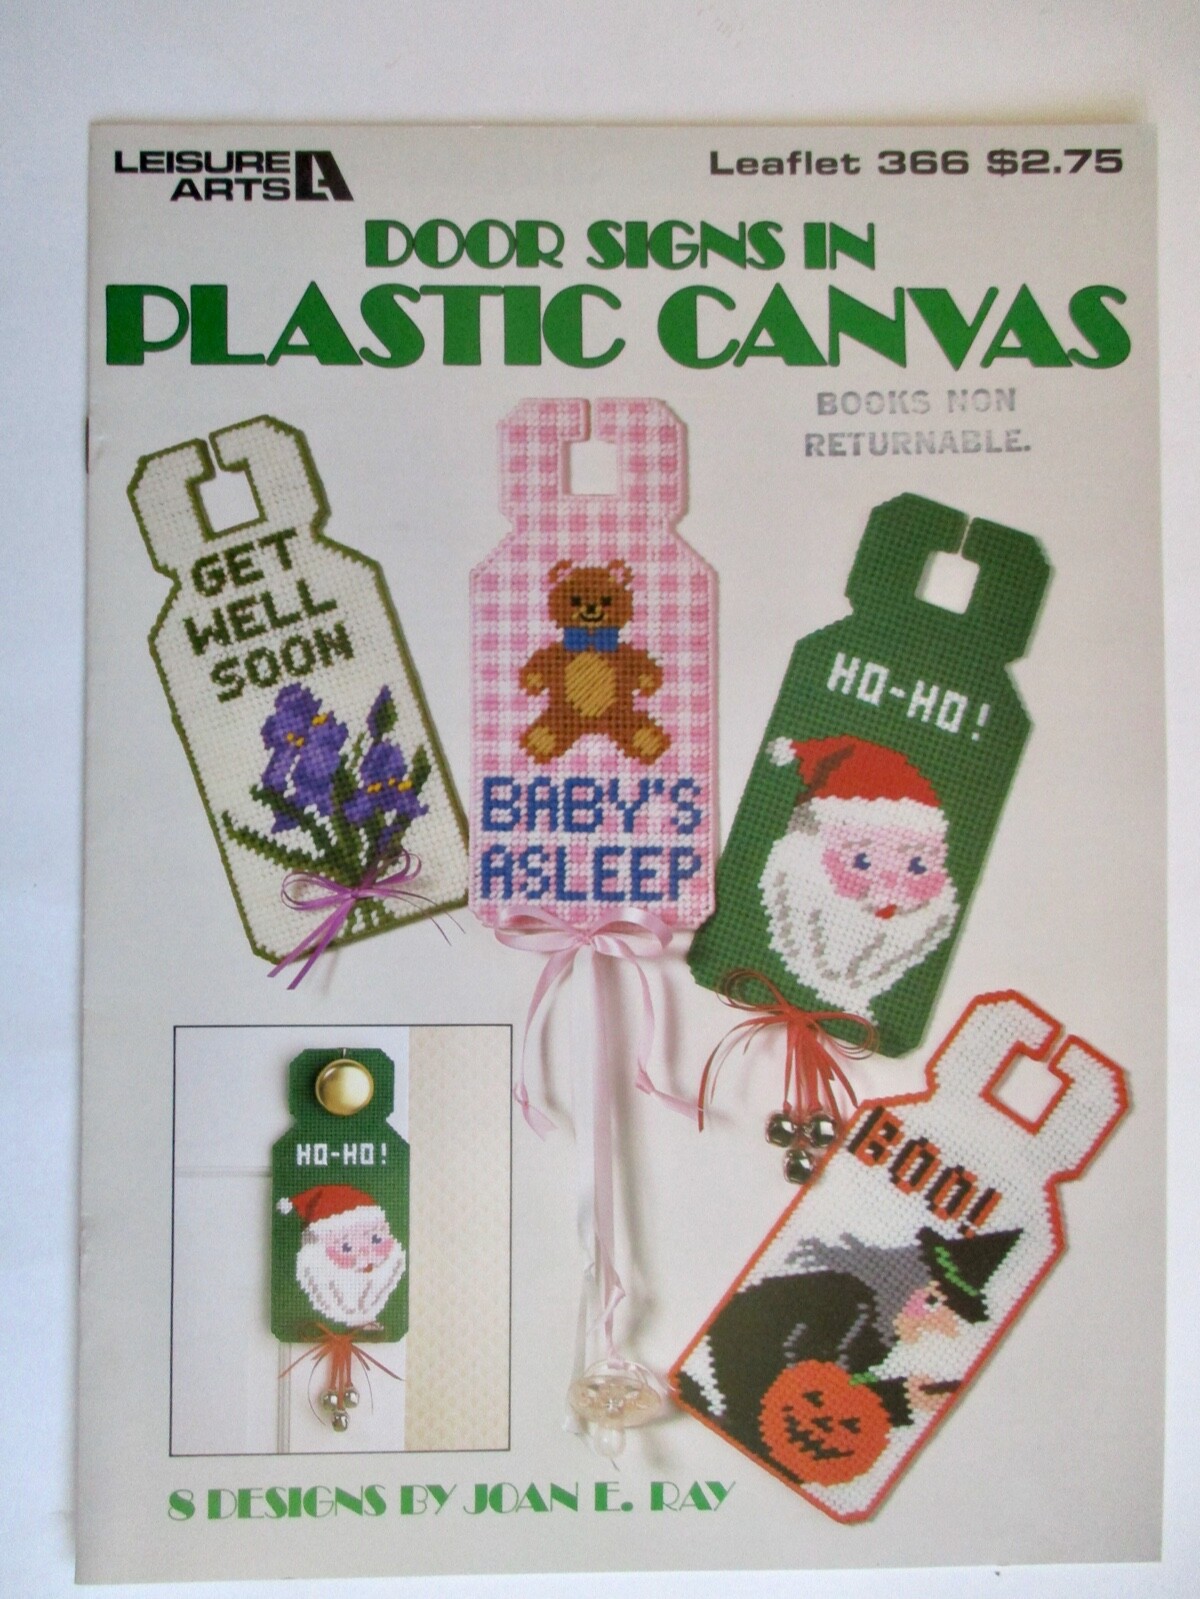 LEISURE
ARTS
Leaflet 366 $2.75
DOOR SIGNS IN
PLASTIC CANVAS
BOOKS NON
RETURNABLE.
GET
WELL
SOON
BABY'S
ASLEEP
HO-HO!
BOO!
HO-HO!
8 DESIGNS BY JOAN E. RAY